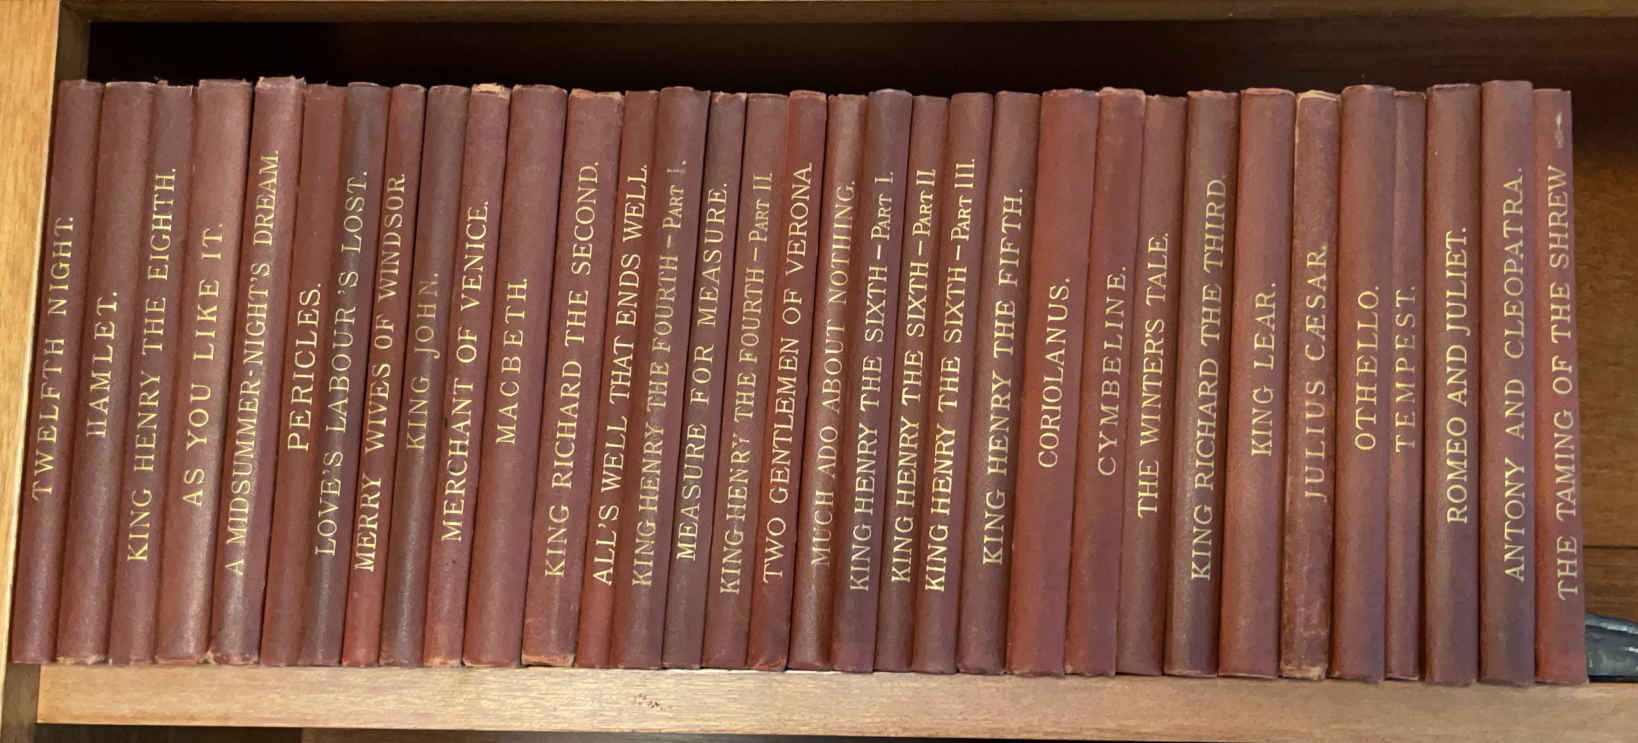 TWELFTH NIGHT.
HAMLET.
KING HENRY THE EIGHTH.
AS YOU LIKE IT.
A MIDSUMMER-NIGHT'S DREAM.
PERICLES.
LOVE'S LABOUR'S LOST.
MERRY WIVES OF WINDSOR.
KING JOHN.
MERCHANT OF VENICE.
MACBETH.
KING RICHARD THE SECOND.
ALL'S WELL THAT ENDS WELL.
KING HENRY THE FOURTH-PART I.
MEASURE FOR MEASURE.
KING HENRY THE FOURTH-PART II
TWO GENTLEMEN OF VERONA.
MUCH ADO ABOUT NOTHING.
KING HENRY THE SIXTH-PART I.
KING HENRY THE SIXTH-PART II
KING HENRY THE SIXTH-PART III.
KING HENRY THE FIFTH.
CORIOLANUS.
CYMBELINE.
THE WINTER'S TALE.
KING RICHARD THE THIRD.
KING LEAR.
JULIUS CÆSAR.
OTHELLO.
TEMPEST.
ROMEO AND JULIET.
ANTONY AND CLEOPATRA.
THE TAMING OF THE SHREW